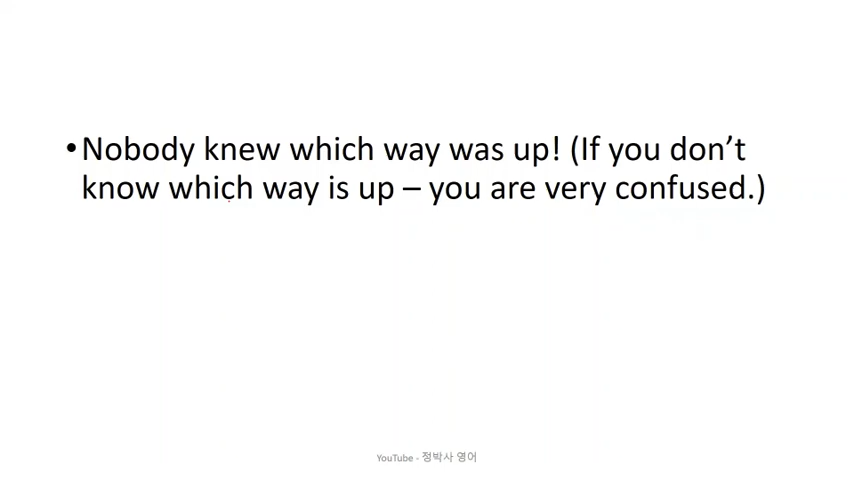 •Nobody knew which way was up! (If you don’t
know which way is up – you are very confused.)
YouTube - 정박사 영어